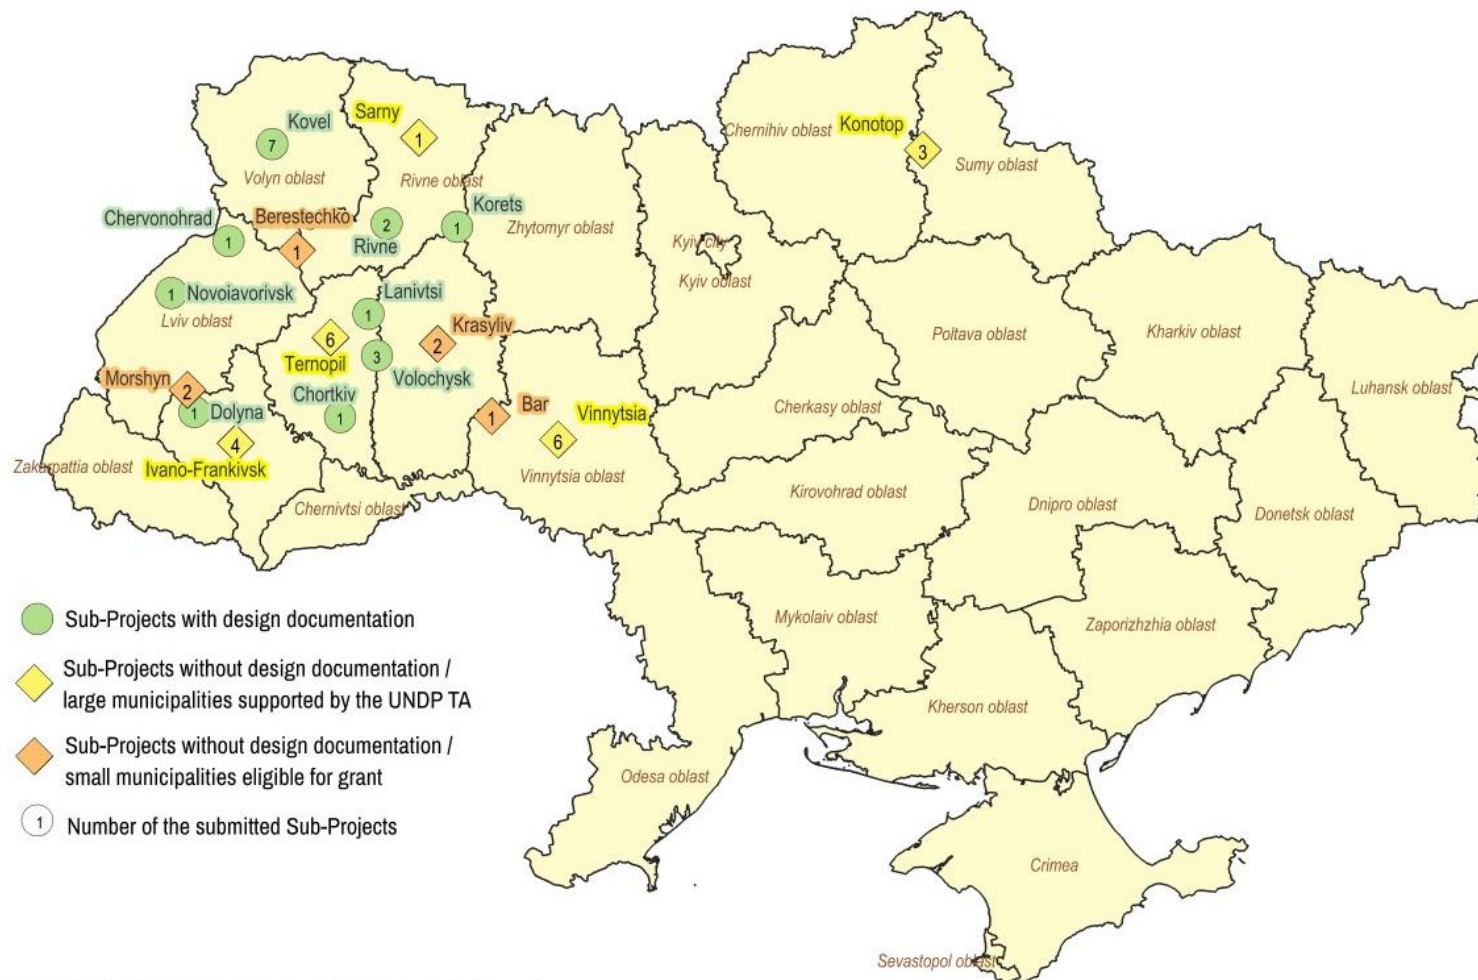 Sarny
1
Kovel
7
Volyn oblast
Rivne oblast
Chernihiv oblast
Konotop
3
Sumy oblast
Chervonohrad
1
Berestechko
1
2
Rivne
Korets
1
Zhytomyr oblast
Kyiv city
Kyiv oblast
1
Novoiavorivsk
Lviv oblast
Lanivtsi
1
6
Ternopil
Krasyliv
2
3
Volochysk
Poltava oblast
Kharkiv oblast
Luhansk oblast
Morshyn
2
1
Dolyna
Chortkiv
1
Bar
1
Vinnytsia
6
Vinnytsia oblast
Cherkasy oblast
4
Ivano-Frankivsk
Zakarpattia oblast
Chernivtsi oblast
Kirovohrad oblast
Dnipro oblast
Donetsk oblast
Mykolaiv oblast
Zaporizhzhia oblast
Kherson oblast
Odesa oblast
Crimea
Sevastopol oblast
Sub-Projects with design documentation
Sub-Projects without design documentation /
large municipalities supported by the UNDP TA
Sub-Projects without design documentation /
small municipalities eligible for grant
1 Number of the submitted Sub-Projects